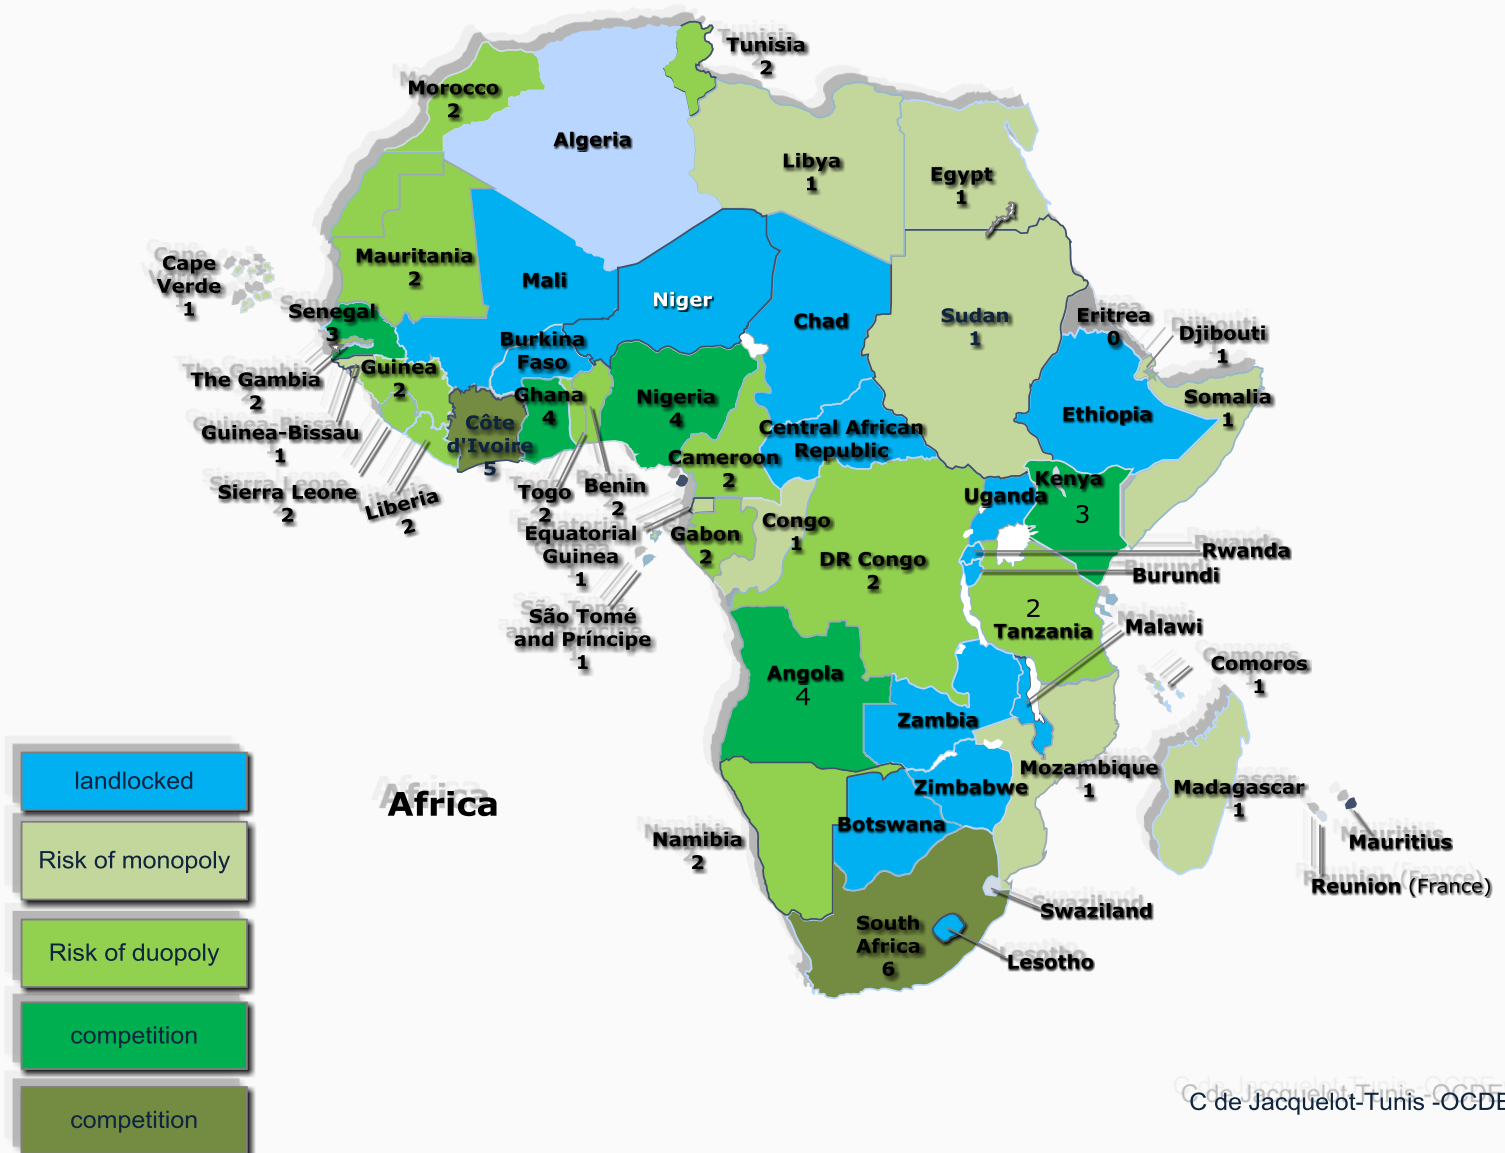 Tunisia
2
Morocco
2
Algeria
Libya
1
Egypt
1
Mauritania
2
Mali
Niger
Chad
Sudan
1
Eritrea
0
Djibouti
1
Cape
Verde
1
Senegal
3
The Gambia
2
Guinea
2
Guinea-Bissau
1
Sierra Leone
2
Liberia
2
Côte
d'Ivoire
5
Burkina
Faso
Ghana
4
Togo
2
Benin
2
Nigeria
4
Cameroon
2
Central African
Republic
Ethiopia
Somalia
1
Uganda
Kenya
3
Equatorial
Guinea
1
Gabon
2
Congo
1
DR Congo
2
Rwanda
Burundi
São Tomé
and Príncipe
1
2
Tanzania
Malawi
Comoros
1
Angola
4
Zambia
Mozambique
1
Madagascar
1
Zimbabwe
Botswana
Namibia
2
Mauritius
Reunion (France)
Swaziland
South
Africa
6
Lesotho
Africa
landlocked
Risk of monopoly
Risk of duopoly
competition
competition
C de Jacquelot-Tunis -OCDE